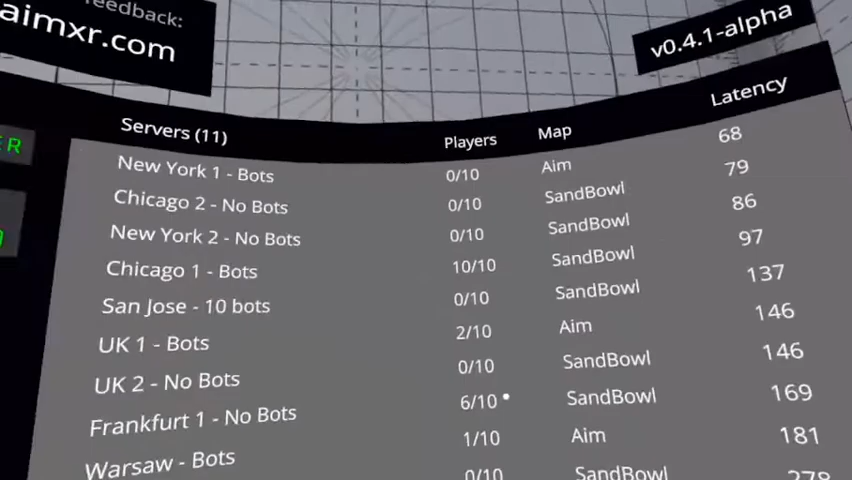 feedback:
aimxr.com
v0.4.1-alpha
ER
Servers (11) Players Map Latency
New York 1 - Bots 0/10 Aim 68
Chicago 2 - No Bots 0/10 SandBowl 79
New York 2 - No Bots 0/10 SandBowl 86
Chicago 1 - Bots 10/10 SandBowl 97
San Jose - 10 bots 0/10 SandBowl 137
UK 1 - Bots 2/10 Aim 146
UK 2 - No Bots 0/10 SandBowl 146
Frankfurt 1 - No Bots 6/10 SandBowl 169
Warsaw - Bots 1/10 Aim 181
0/10 SandBowl 278